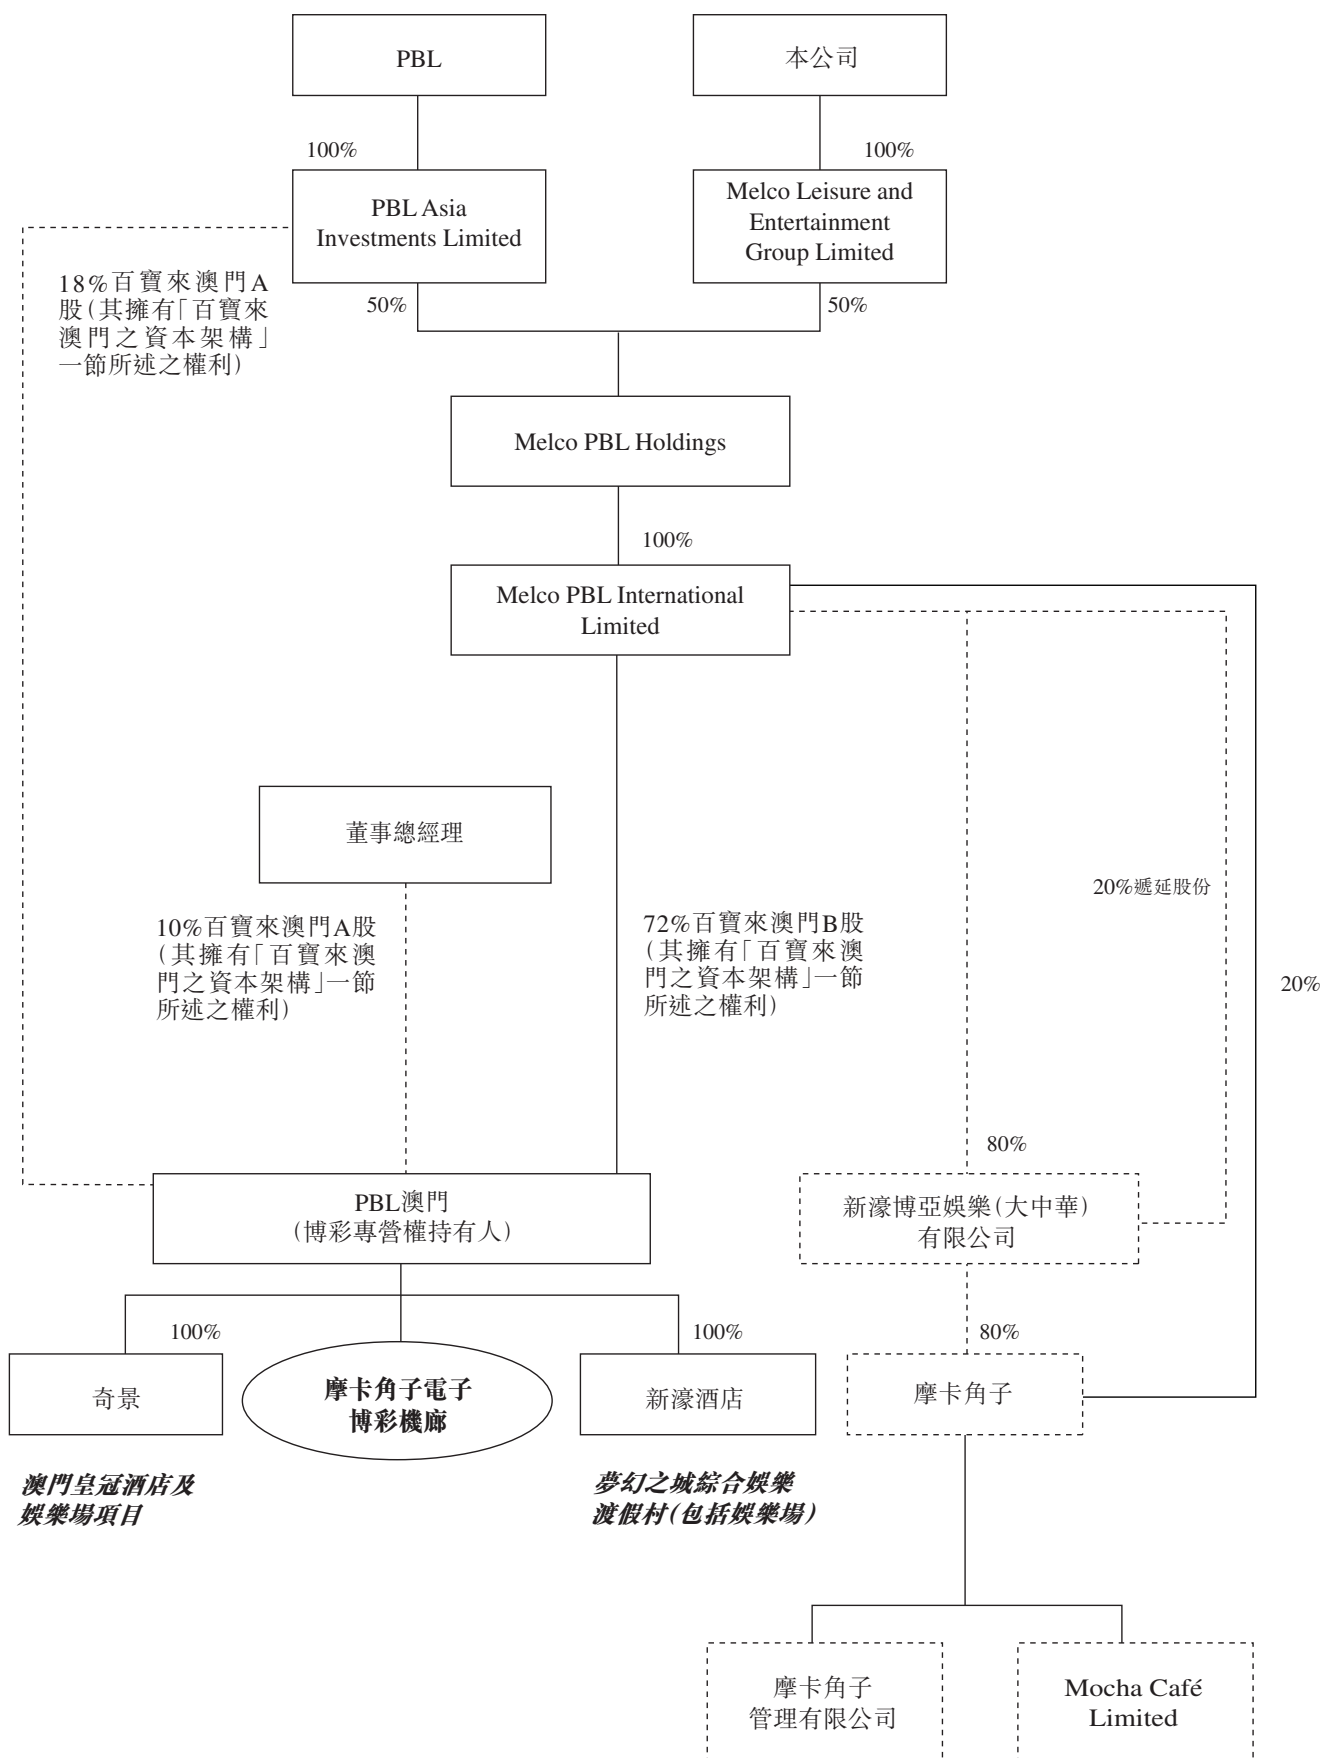 PBL
本公司
100%
100%
PBL Asia
Investments Limited
Melco Leisure and
Entertainment
Group Limited
18%百寶來澳門A
股(其擁有「百寶來
澳門之資本架構」
一節所述之權利)
50%
50%
Melco PBL Holdings
100%
Melco PBL International
Limited
董事總經理
20%遞延股份
10%百寶來澳門A股
(其擁有「百寶來澳
門之資本架構」一節
所述之權利)
72%百寶來澳門B股
(其擁有「百寶來澳
門之資本架構」一節
所述之權利)
20%
80%
PBL澳門
(博彩專營權持有人)
新濠博亞娛樂(大中華)
有限公司
100%
100%
80%
奇景
摩卡角子電子
博彩機廊
新濠酒店
摩卡角子
澳門皇冠酒店及
娛樂場項目
夢幻之城綜合娛樂
渡假村(包括娛樂場)
摩卡角子
管理有限公司
Mocha Café
Limited